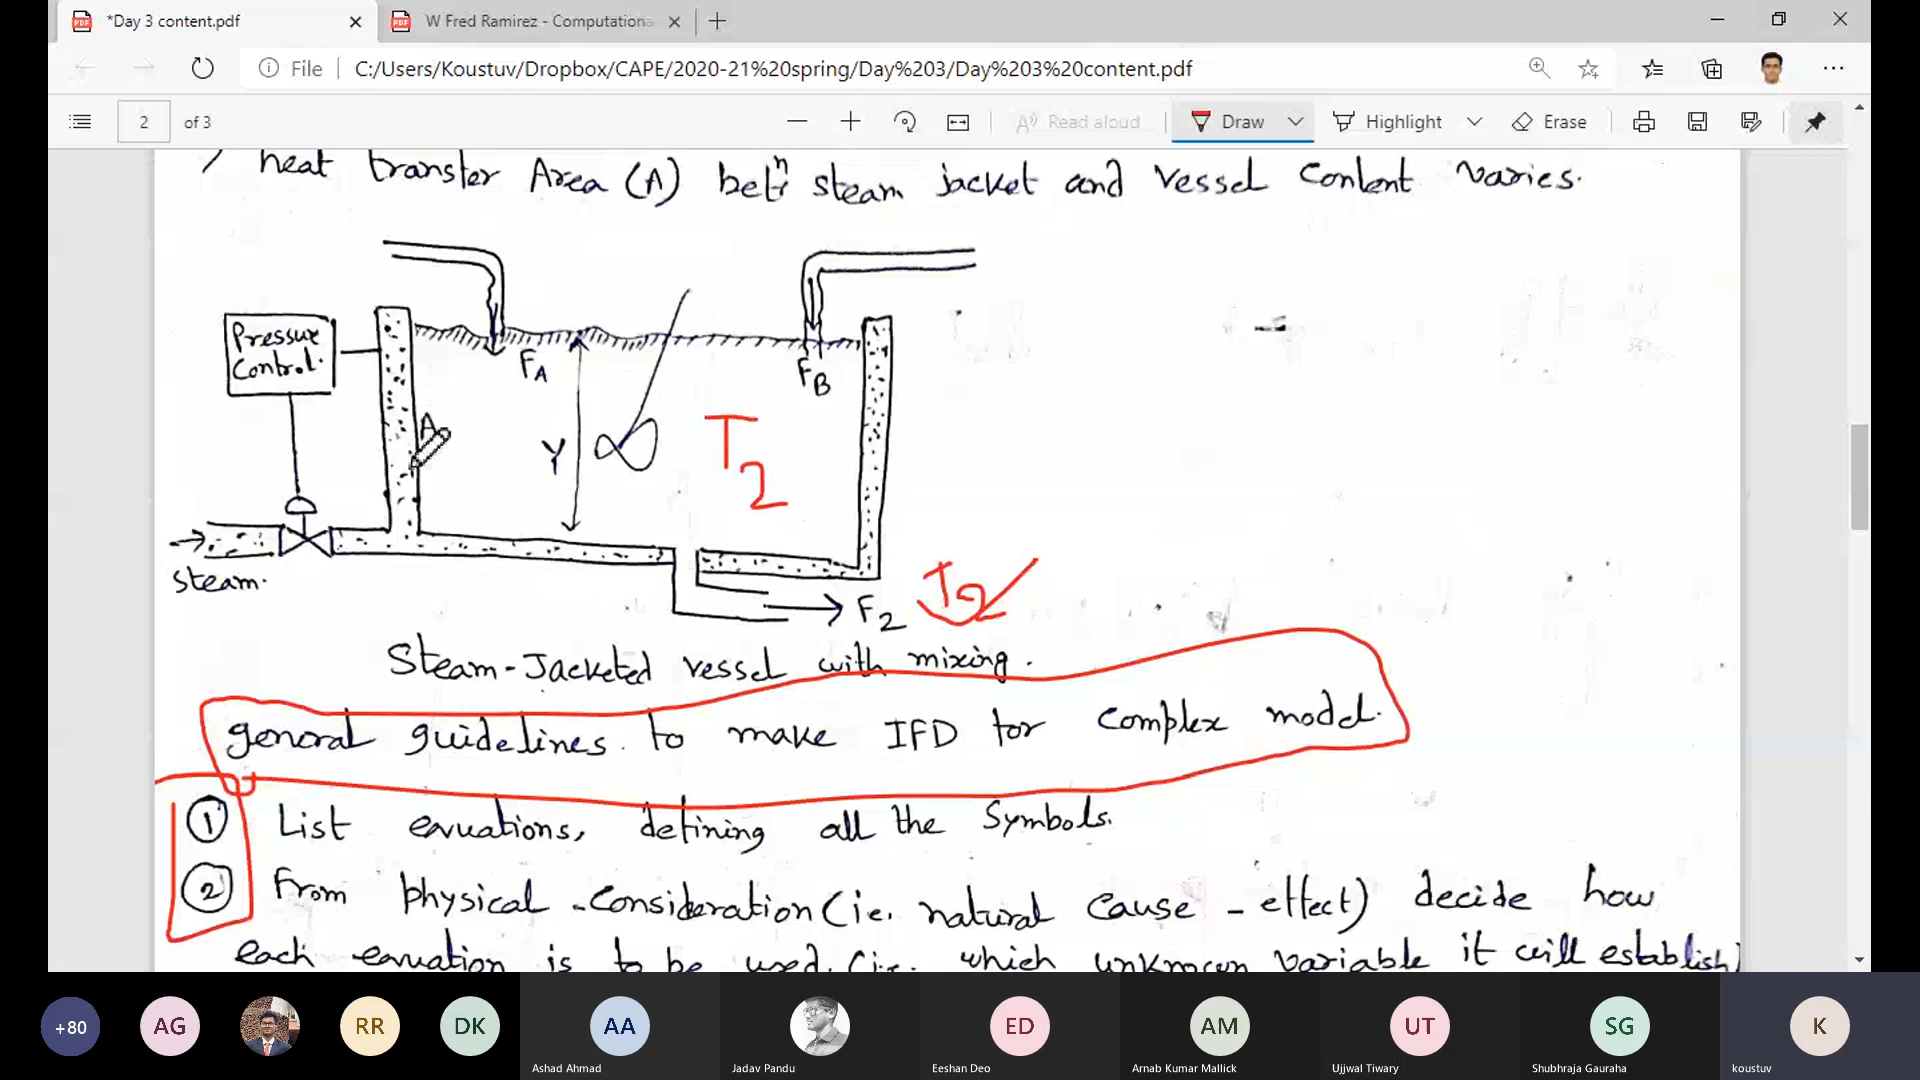 *Day 3 content.pdf
W Fred Ramirez - Computationa
File
C:/Users/Koustuv/Dropbox/CAPE/2020-21%20spring/Day%203/Day%203%20content.pdf
2 of 3
Read aloud
Draw
Highlight
Erase
heat transfer Area (A) betⁿ steam jacket and vessel content varies.
Pressure
Control.
FA
FB
A
Y
T2
steam.
F2
T2
Steam-Jacketed vessel with mixing.
general guidelines. to make IFD for complex model.
① List equations, defining all the symbols.
② From physical -consideration (ie. natural cause - effect) decide how
each equation is to be used. (i.e. which unknown variable it will establish)
+80
AG
RR
DK
AA
ED
AM
UT
SG
K
Ashad Ahmad
Jadav Pandu
Eeshan Deo
Arnab Kumar Mallick
Ujjwal Tiwary
Shubhraja Gauraha
koustuv